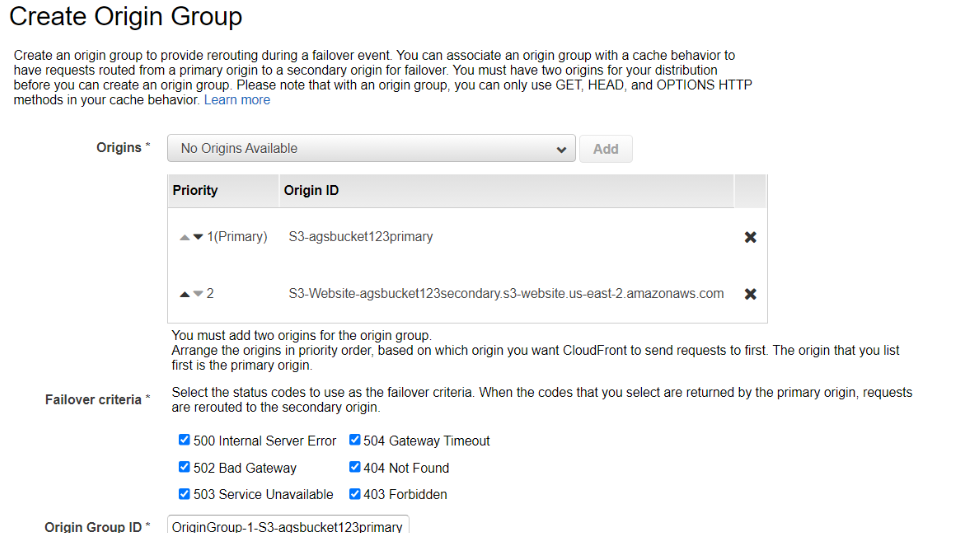 Create Origin Group
Create an origin group to provide rerouting during a failover event. You can associate an origin group with a cache behavior to
have requests routed from a primary origin to a secondary origin for failover. You must have two origins for your distribution
before you can create an origin group. Please note that with an origin group, you can only use GET, HEAD, and OPTIONS HTTP
methods in your cache behavior. Learn more
Origins * No Origins Available Add
Priority Origin ID
1(Primary) S3-agsbucket123primary
2 S3-Website-agsbucket123secondary.s3-website.us-east-2.amazonaws.com
You must add two origins for the origin group.
Arrange the origins in priority order, based on which origin you want CloudFront to send requests to first. The origin that you list
first is the primary origin.
Failover criteria * Select the status codes to use as the failover criteria. When the codes that you select are returned by the primary origin, requests
are rerouted to the secondary origin.
500 Internal Server Error 504 Gateway Timeout
502 Bad Gateway 404 Not Found
503 Service Unavailable 403 Forbidden
Origin Group ID * OriginGroup-1-S3-agsbucket123primary